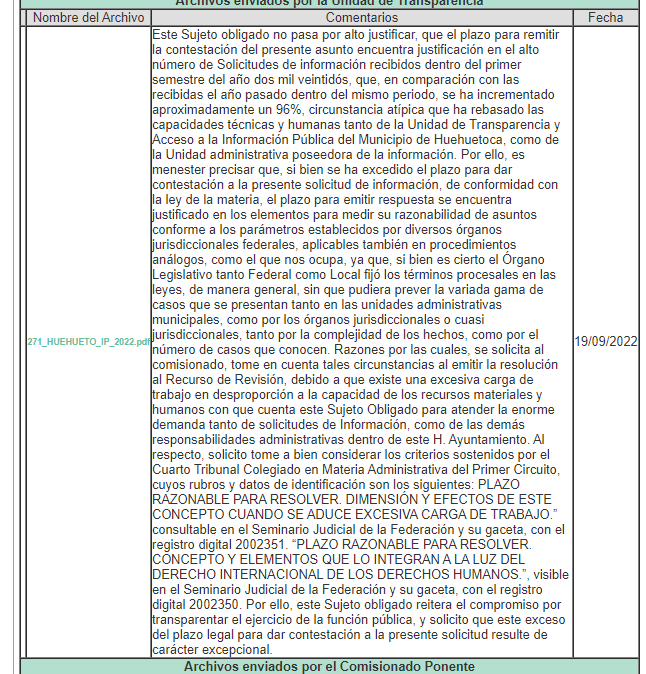 Archivos enviados por la Unidad de Transparencia
Nombre del Archivo Comentarios Fecha
Este Sujeto obligado no pasa por alto justificar, que el plazo para remitir
la contestación del presente asunto encuentra justificación en el alto
número de Solicitudes de información recibidos dentro del primer
semestre del año dos mil veintidós, que, en comparación con las
recibidas el año pasado dentro del mismo periodo, se ha incrementado
aproximadamente un 96%, circunstancia atípica que ha rebasado las
capacidades técnicas y humanas tanto de la Unidad de Transparencia y
Acceso a la Información Pública del Municipio de Huehuetoca, como de
la Unidad administrativa poseedora de la información. Por ello, es
menester precisar que, si bien se ha excedido el plazo para dar
contestación a la presente solicitud de información, de conformidad con
la ley de la materia, el plazo para emitir respuesta se encuentra
justificado en los elementos para medir su razonabilidad de asuntos
conforme a los parámetros establecidos por diversos órganos
jurisdiccionales federales, aplicables también en procedimientos
análogos, como el que nos ocupa, ya que, si bien es cierto el Órgano
Legislativo tanto Federal como Local fijó los términos procesales en las
leyes, de manera general, sin que pudiera prever la variada gama de
casos que se presentan tanto en las unidades administrativas
municipales, como por los órganos jurisdiccionales o cuasi
jurisdiccionales, tanto por la complejidad de los hechos, como por el
271_HUEHUETO_IP_2022.pdf número de casos que conocen. Razones por las cuales, se solicita al 19/09/2022
comisionado, tome en cuenta tales circunstancias al emitir la resolución
al Recurso de Revisión, debido a que existe una excesiva carga de
trabajo en desproporción a la capacidad de los recursos materiales y
humanos con que cuenta este Sujeto Obligado para atender la enorme
demanda tanto de solicitudes de Información, como de las demás
responsabilidades administrativas dentro de este H. Ayuntamiento. Al
respecto, solicito tome a bien considerar los criterios sostenidos por el
Cuarto Tribunal Colegiado en Materia Administrativa del Primer Circuito,
cuyos rubros y datos de identificación son los siguientes: PLAZO
RAZONABLE PARA RESOLVER. DIMENSIÓN Y EFECTOS DE ESTE
CONCEPTO CUANDO SE ADUCE EXCESIVA CARGA DE TRABAJO.”
consultable en el Seminario Judicial de la Federación y su gaceta, con el
registro digital 2002351. “PLAZO RAZONABLE PARA RESOLVER.
CONCEPTO Y ELEMENTOS QUE LO INTEGRAN A LA LUZ DEL
DERECHO INTERNACIONAL DE LOS DERECHOS HUMANOS.”, visible
en el Seminario Judicial de la Federación y su gaceta, con el registro
digital 2002350. Por ello, este Sujeto obligado reitera el compromiso por
transparentar el ejercicio de la función pública, y solicito que este exceso
del plazo legal para dar contestación a la presente solicitud resulte de
carácter excepcional.
Archivos enviados por el Comisionado Ponente